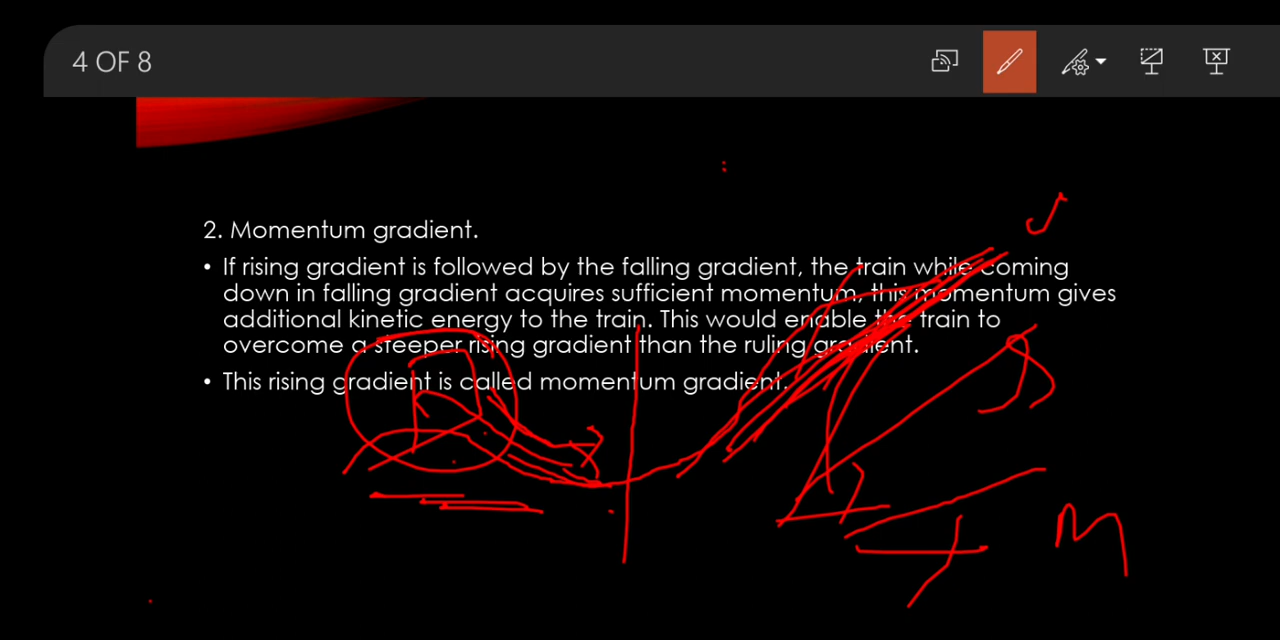 4 OF 8
2. Momentum gradient.
• If rising gradient is followed by the falling gradient, the train while coming
down in falling gradient acquires sufficient momentum, this momentum gives
additional kinetic energy to the train. This would enable the train to
overcome a steeper rising gradient than the ruling gradient.
• This rising gradient is called momentum gradient.
M